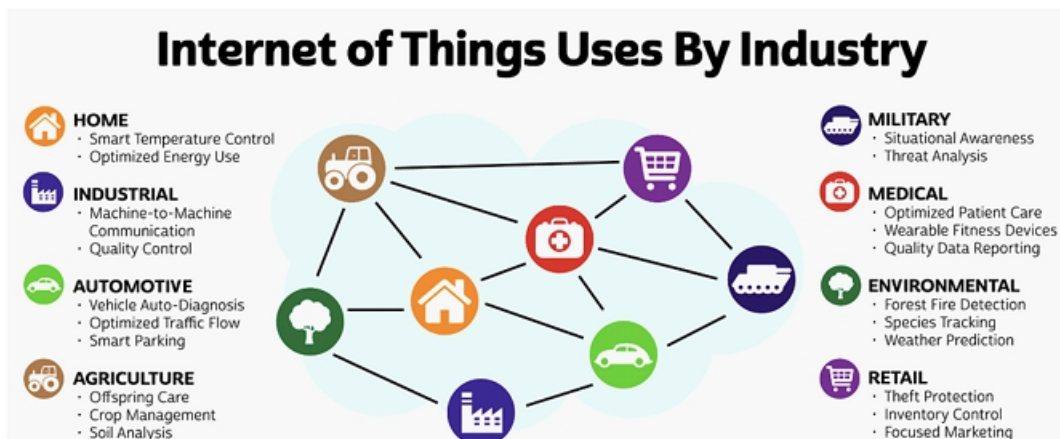 Internet of Things Uses By Industry
HOME
· Smart Temperature Control
· Optimized Energy Use
INDUSTRIAL
· Machine-to-Machine
Communication
· Quality Control
AUTOMOTIVE
· Vehicle Auto-Diagnosis
· Optimized Traffic Flow
· Smart Parking
AGRICULTURE
· Offspring Care
· Crop Management
· Soil Analysis
MILITARY
· Situational Awareness
· Threat Analysis
MEDICAL
· Optimized Patient Care
· Wearable Fitness Devices
· Quality Data Reporting
ENVIRONMENTAL
· Forest Fire Detection
· Species Tracking
· Weather Prediction
RETAIL
· Theft Protection
· Inventory Control
· Focused Marketing